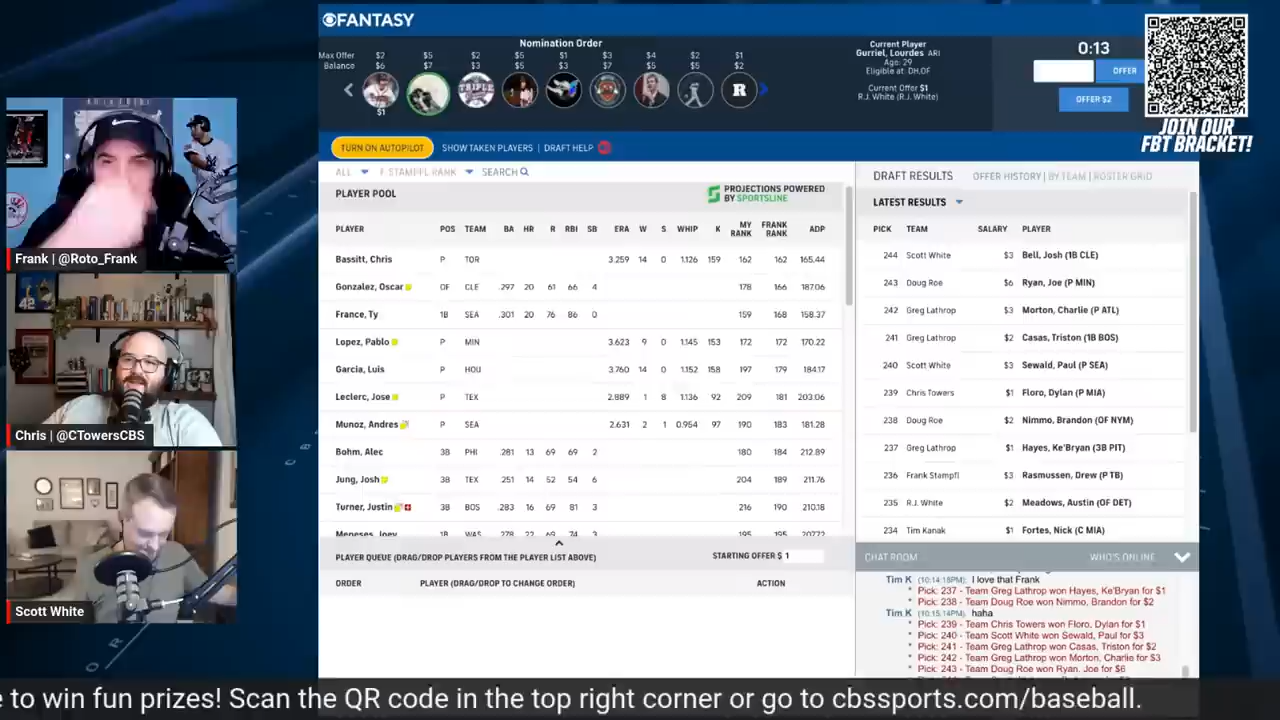 FANTASY
Nomination Order
Max Offer $2 $5 $2 $5 $1 $3 $4 $2 $1
Balance $6 $7 $3 $5 $3 $7 $5 $5 $2
TRIPLE
R
$1
Current Player
Gurriel, Lourdes ARI
Age: 29
Eligible at: DH,OF
Current Offer $1
R.J. White (R.J. White)
0:13
OFFER
OFFER $2
JOIN OUR
FBT BRACKET!
TURN ON AUTOPILOT
SHOW TAKEN PLAYERS | DRAFT HELP
ALL
F STAMPFL RANK
SEARCH
PLAYER POOL
PROJECTIONS POWERED
BY SPORTSLINE
PLAYER POS TEAM BA HR R RBI SB ERA W S WHIP K MY RANK FRANK RANK ADP
Bassitt, Chris P TOR 3.259 14 0 1.126 159 162 162 165.44
Gonzalez, Oscar OF CLE .297 20 61 66 4 178 166 187.06
France, Ty 1B SEA .301 20 76 86 0 159 168 158.37
Lopez, Pablo P MIN 3.623 9 0 1.145 153 172 172 170.22
Garcia, Luis P HOU 3.760 14 0 1.152 158 197 179 184.17
Leclerc, Jose P TEX 2.889 1 8 1.136 92 209 181 203.06
Munoz, Andres P SEA 2.631 2 1 0.954 97 190 183 181.28
Bohm, Alec 3B PHI .281 13 69 69 2 180 184 212.89
Jung, Josh 3B TEX .251 14 52 54 6 204 189 211.76
Turner, Justin 3B BOS .283 16 69 81 3 216 190 210.18
Meneses, Joey 1B WAS .278 22 69 74 3 195 195 207.72
PLAYER QUEUE (DRAG/DROP PLAYERS FROM THE PLAYER LIST ABOVE)
STARTING OFFER $ 1
ORDER PLAYER (DRAG/DROP TO CHANGE ORDER) ACTION
DRAFT RESULTS
OFFER HISTORY | BY TEAM | ROSTER GRID
LATEST RESULTS
PICK TEAM SALARY PLAYER
244 Scott White $3 Bell, Josh (1B CLE)
243 Doug Roe $6 Ryan, Joe (P MIN)
242 Greg Lathrop $3 Morton, Charlie (P ATL)
241 Greg Lathrop $2 Casas, Triston (1B BOS)
240 Scott White $3 Sewald, Paul (P SEA)
239 Chris Towers $1 Floro, Dylan (P MIA)
238 Doug Roe $2 Nimmo, Brandon (OF NYM)
237 Greg Lathrop $1 Hayes, Ke'Bryan (3B PIT)
236 Frank Stampfl $3 Rasmussen, Drew (P TB)
235 R.J. White $2 Meadows, Austin (OF DET)
234 Tim Kanak $1 Fortes, Nick (C MIA)
CHAT ROOM
WHO'S ONLINE
Tim K (10:14:18PM): I love that Frank
* Pick: 237 - Team Greg Lathrop won Hayes, Ke'Bryan for $1
* Pick: 238 - Team Doug Roe won Nimmo, Brandon for $2
Tim K (10:15:14PM): haha
* Pick: 239 - Team Chris Towers won Floro, Dylan for $1
* Pick: 240 - Team Scott White won Sewald, Paul for $3
* Pick: 241 - Team Greg Lathrop won Casas, Triston for $2
* Pick: 242 - Team Greg Lathrop won Morton, Charlie for $3
* Pick: 243 - Team Doug Roe won Ryan, Joe for $6
Frank | @Roto_Frank
Chris | @CTowersCBS
Scott White
e to win fun prizes! Scan the QR code in the top right corner or go to cbssports.com/baseball.